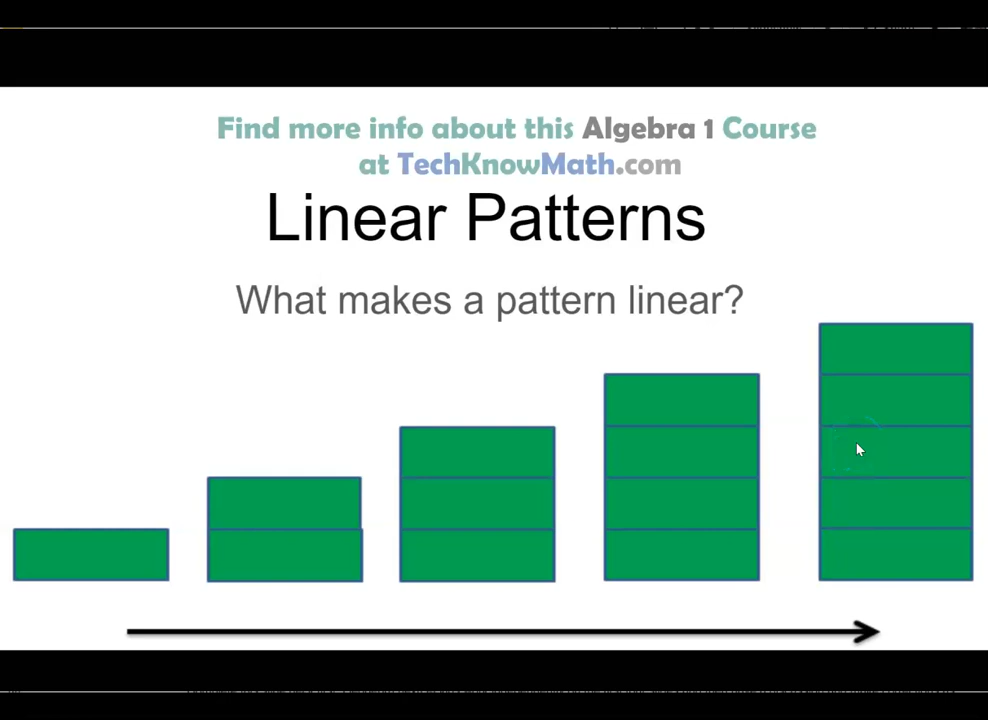 Find more info about this Algebra 1 Course
at TechKnowMath.com
Linear Patterns
What makes a pattern linear?